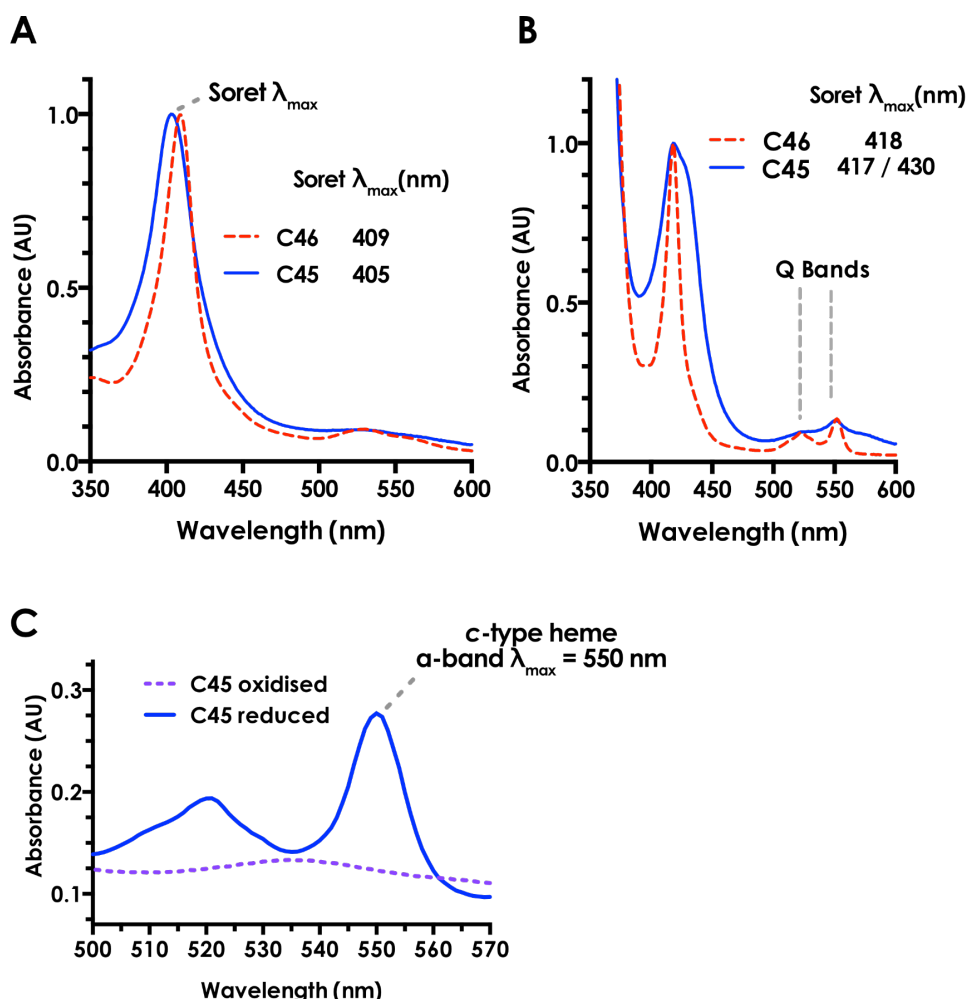 A
Absorbance (AU)
1.0
0.5
0.0
350 400 450 500 550 600
Wavelength (nm)
Soret λmax
Soret λmax(nm)
C46 409
C45 405
B
Absorbance (AU)
1.0
0.5
0.0
350 400 450 500 550 600
Wavelength (nm)
Soret λmax(nm)
C46 418
C45 417 / 430
Q Bands
C
Absorbance (AU)
0.3
0.2
0.1
500 510 520 530 540 550 560 570
Wavelength (nm)
C45 oxidised
C45 reduced
c-type heme
α-band λmax = 550 nm